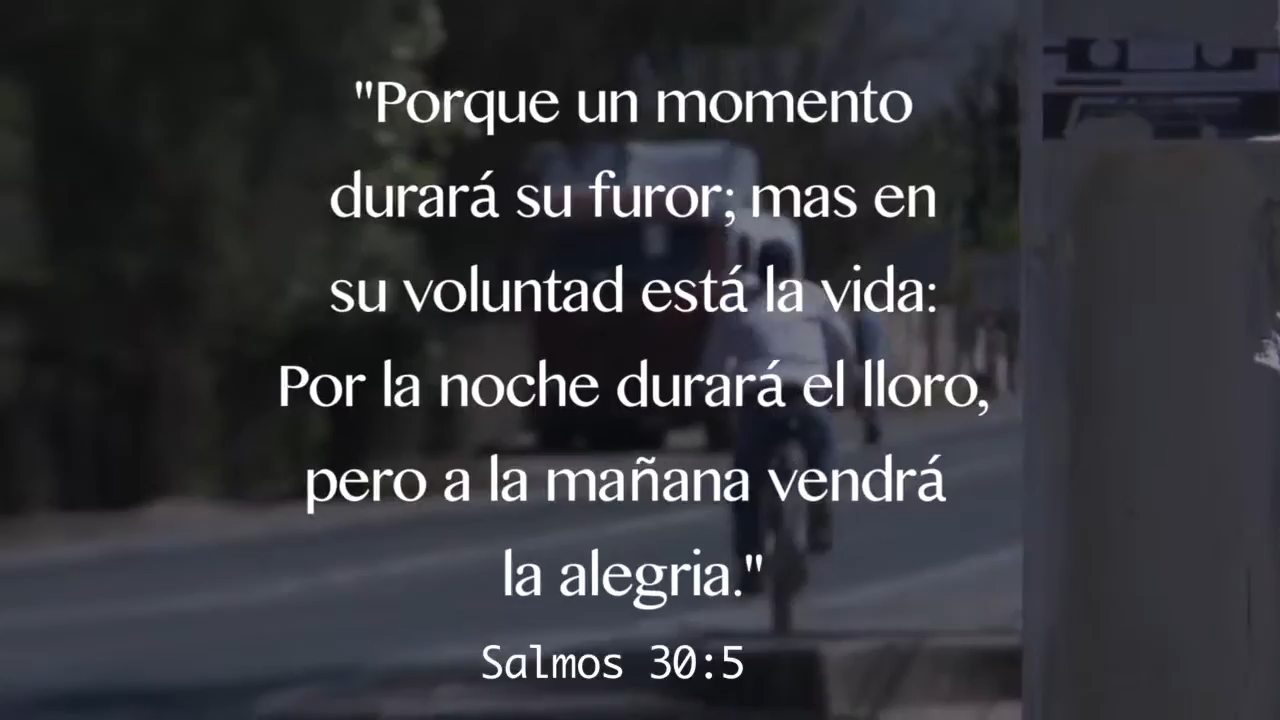 "Porque un momento
durará su furor; mas en
su voluntad está la vida:
Por la noche durará el lloro,
pero a la mañana vendrá
la alegria."
Salmos 30:5